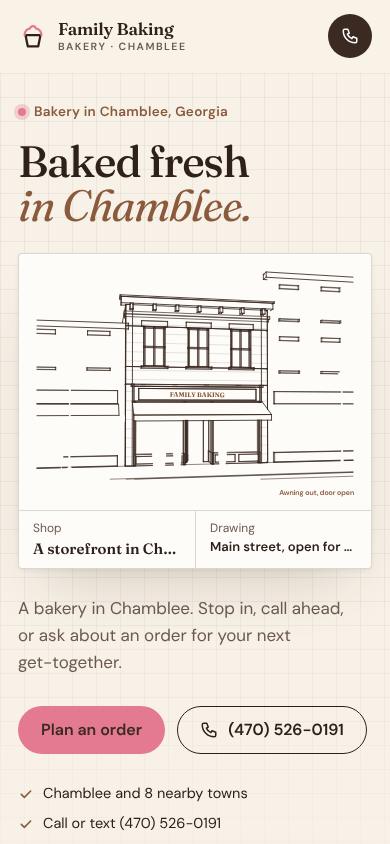 Family Baking
BAKERY · CHAMBLEE
Bakery in Chamblee, Georgia
Baked fresh
in Chamblee.
FAMILY BAKING
Awning out, door open
Shop
A storefront in Ch...
Drawing
Main street, open for ...
A bakery in Chamblee. Stop in, call ahead,
or ask about an order for your next
get-together.
Plan an order
(470) 526-0191
Chamblee and 8 nearby towns
Call or text (470) 526-0191